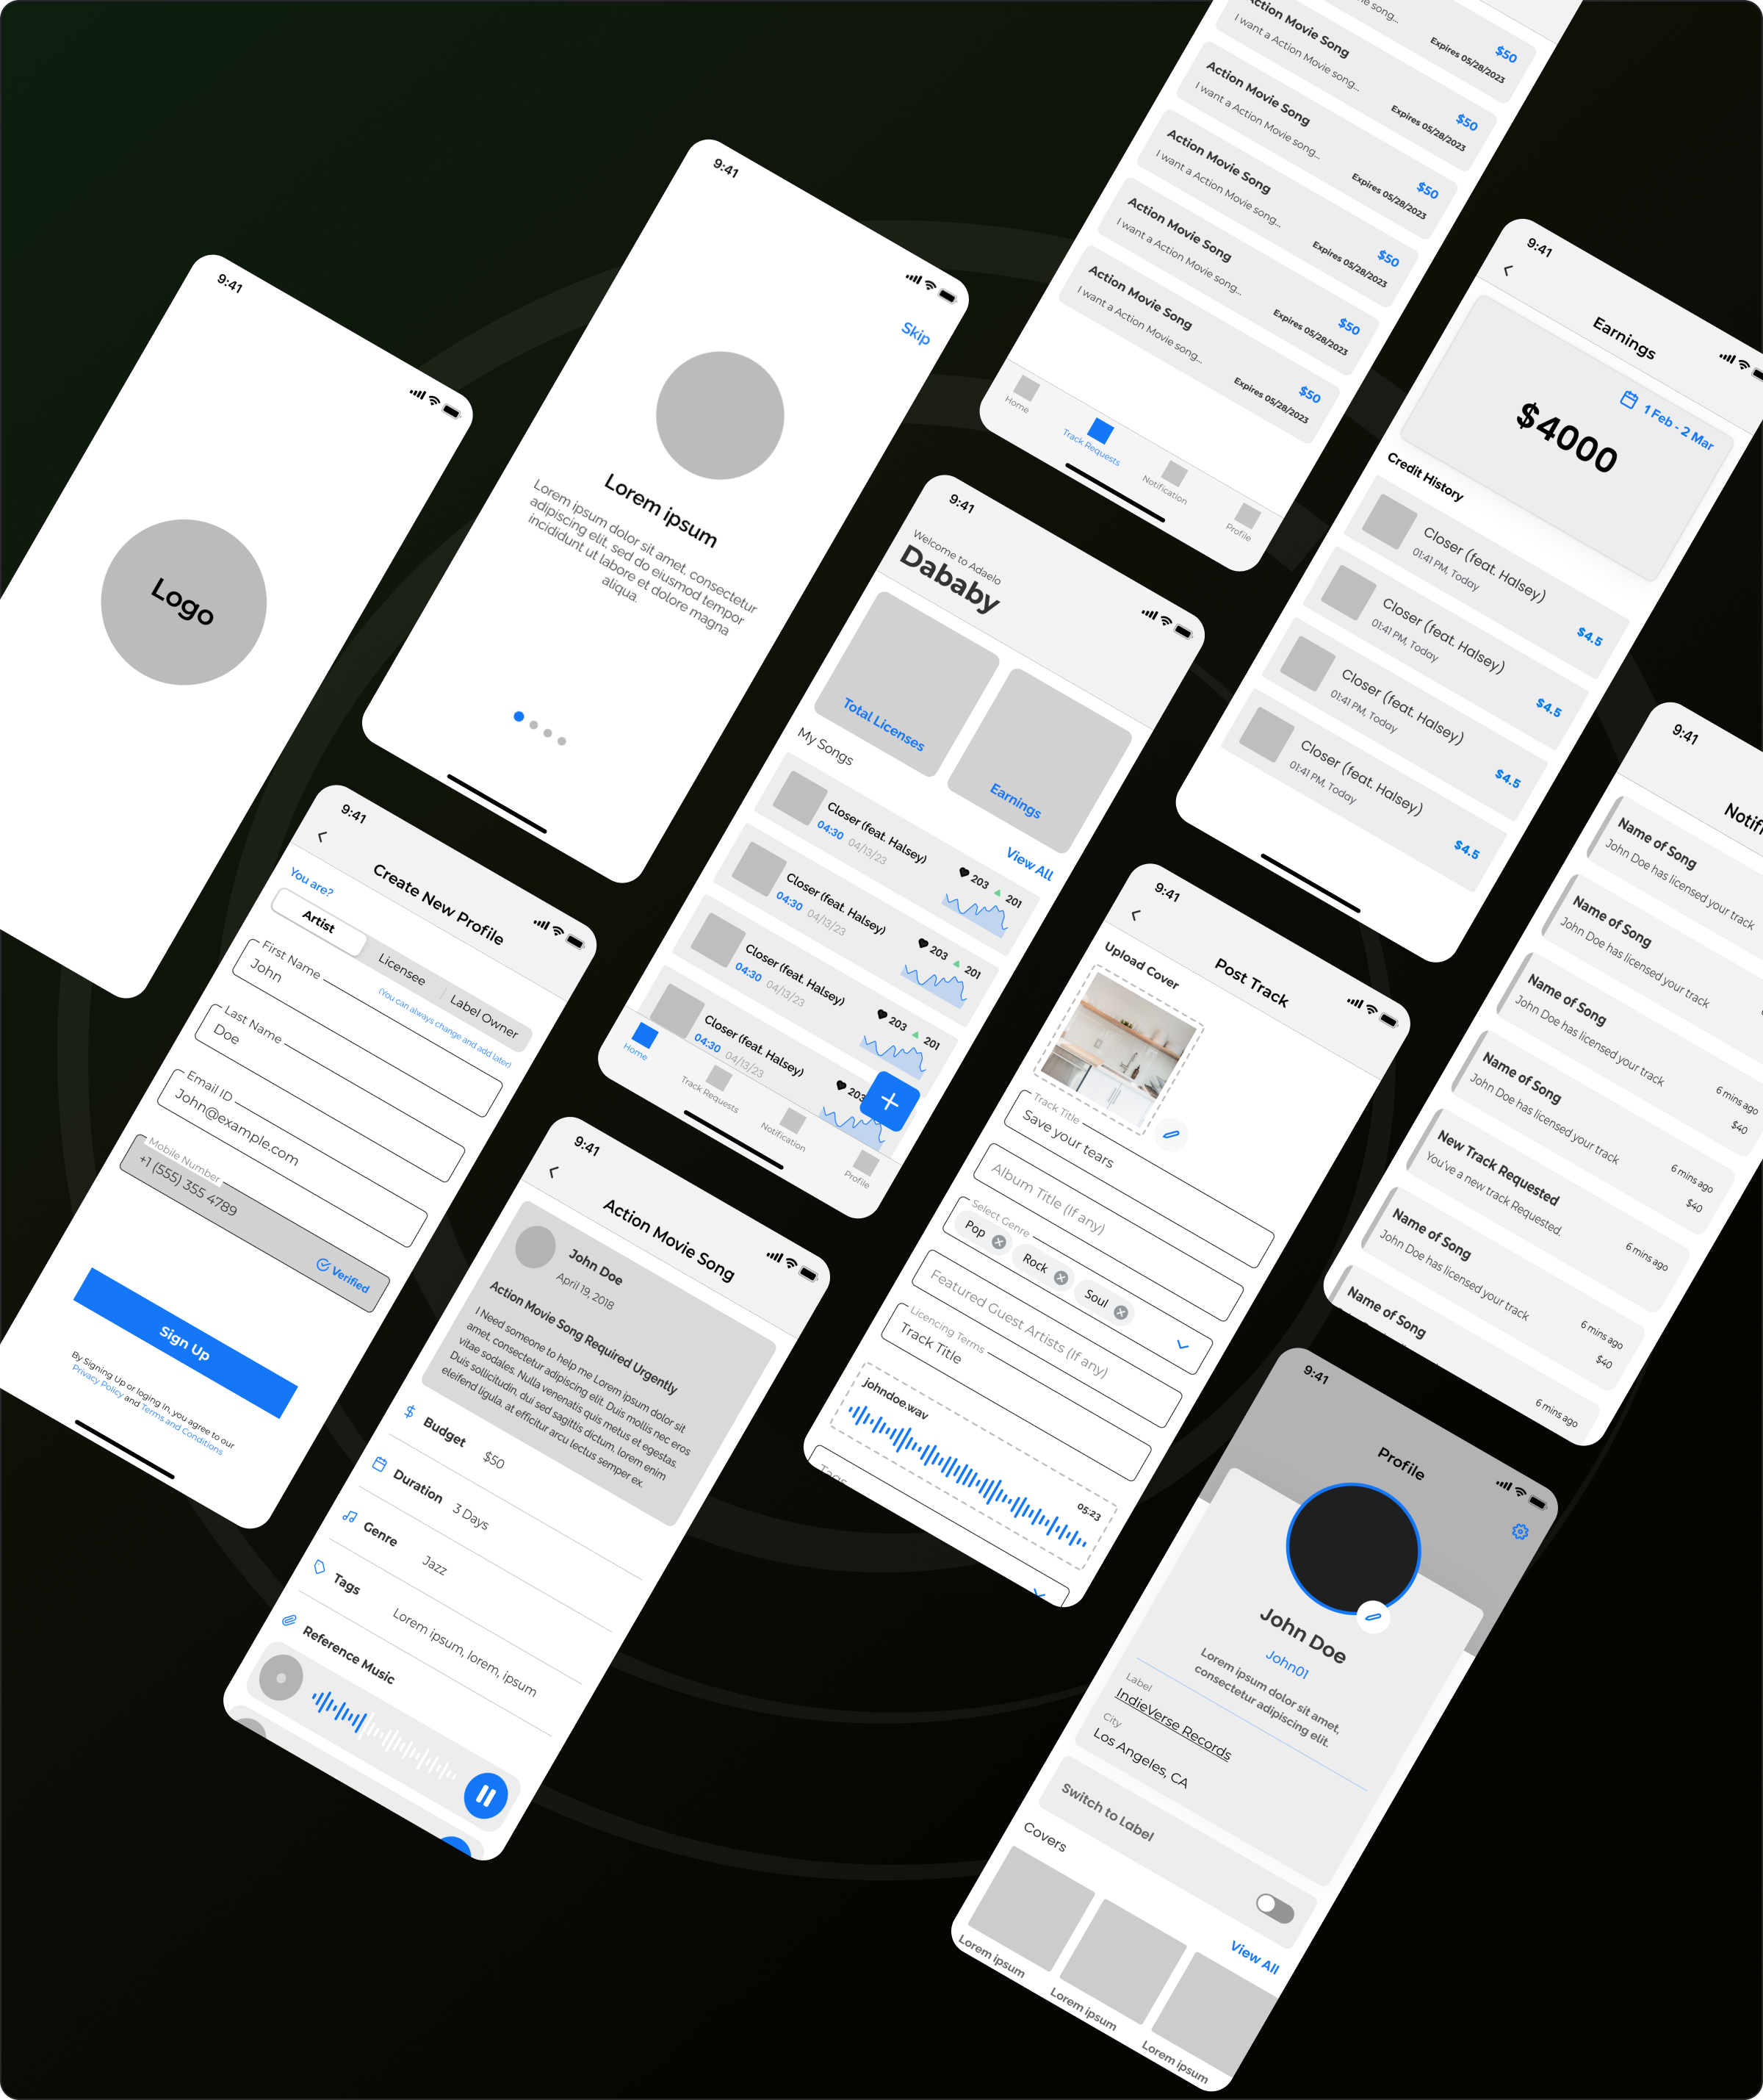 9:41
Logo
9:41
Skip
Lorem ipsum
Lorem ipsum dolor sit amet, consectetur
adipiscing elit, sed do eiusmod tempor
incididunt ut labore et dolore magna
aliqua.
9:41
Create New Profile
You are?
Artist
Licensee
Label Owner
(You can always change and add later)
First Name
John
Last Name
Doe
Email ID
John@example.com
Mobile Number
+1 (555) 355 4789
Verified
Sign Up
By Signing Up or loging in, you agree to our
Privacy Policy and Terms and Conditions
9:41
Welcome to Adaelo
Dababy
Total Licenses
Earnings
My Songs
View All
Closer (feat. Halsey)
04:30 04/13/23
203 201
Closer (feat. Halsey)
04:30 04/13/23
203 201
Closer (feat. Halsey)
04:30 04/13/23
203 201
Closer (feat. Halsey)
04:30 04/13/23
203
Home
Track Requests
Notification
Profile
9:41
Action Movie Song
John Doe
April 19, 2018
Action Movie Song Required Urgently
I Need someone to help me Lorem ipsum dolor sit
amet, consectetur adipiscing elit. Duis mollis nec eros
vitae sodales. Nulla venenatis quis metus et egestas.
Duis sollicitudin, dui sed sagittis dictum, lorem enim
eleifend ligula, at efficitur arcu lectus semper ex.
Budget
$50
Duration
3 Days
Genre
Jazz
Tags
Lorem ipsum, lorem, ipsum
Reference Music
song...
$50
Expires 05/28/2023
Action Movie Song
I want a Action Movie song...
$50
Expires 05/28/2023
Action Movie Song
I want a Action Movie song...
$50
Expires 05/28/2023
Action Movie Song
I want a Action Movie song...
$50
Expires 05/28/2023
Action Movie Song
I want a Action Movie song...
$50
Expires 05/28/2023
Action Movie Song
I want a Action Movie song...
$50
Expires 05/28/2023
Home
Track Requests
Notification
Profile
9:41
Earnings
1 Feb - 2 Mar
$4000
Credit History
Closer (feat. Halsey)
01:41 PM, Today
$4.5
Closer (feat. Halsey)
01:41 PM, Today
$4.5
Closer (feat. Halsey)
01:41 PM, Today
$4.5
Closer (feat. Halsey)
01:41 PM, Today
$4.5
9:41
Post Track
Upload Cover
Track Title
Save your tears
Album Title (If any)
Select Genre
Pop
Rock
Soul
Featured Guest Artists (If any)
Licencing Terms
Track Title
johndoe.wav
05:23
Tags
9:41
Notifi
Name of Song
John Doe has licensed your track
Name of Song
John Doe has licensed your track
Name of Song
John Doe has licensed your track
6 mins ago
$40
Name of Song
John Doe has licensed your track
6 mins ago
$40
New Track Requested
You've a new track Requested.
6 mins ago
Name of Song
John Doe has licensed your track
6 mins ago
$40
Name of Song
6 mins ago
9:41
Profile
John Doe
John01
Lorem ipsum dolor sit amet,
consectetur adipiscing elit.
Label
IndieVerse Records
City
Los Angeles, CA
Switch to Label
Covers
View All
Lorem ipsum
Lorem ipsum
Lorem ipsum